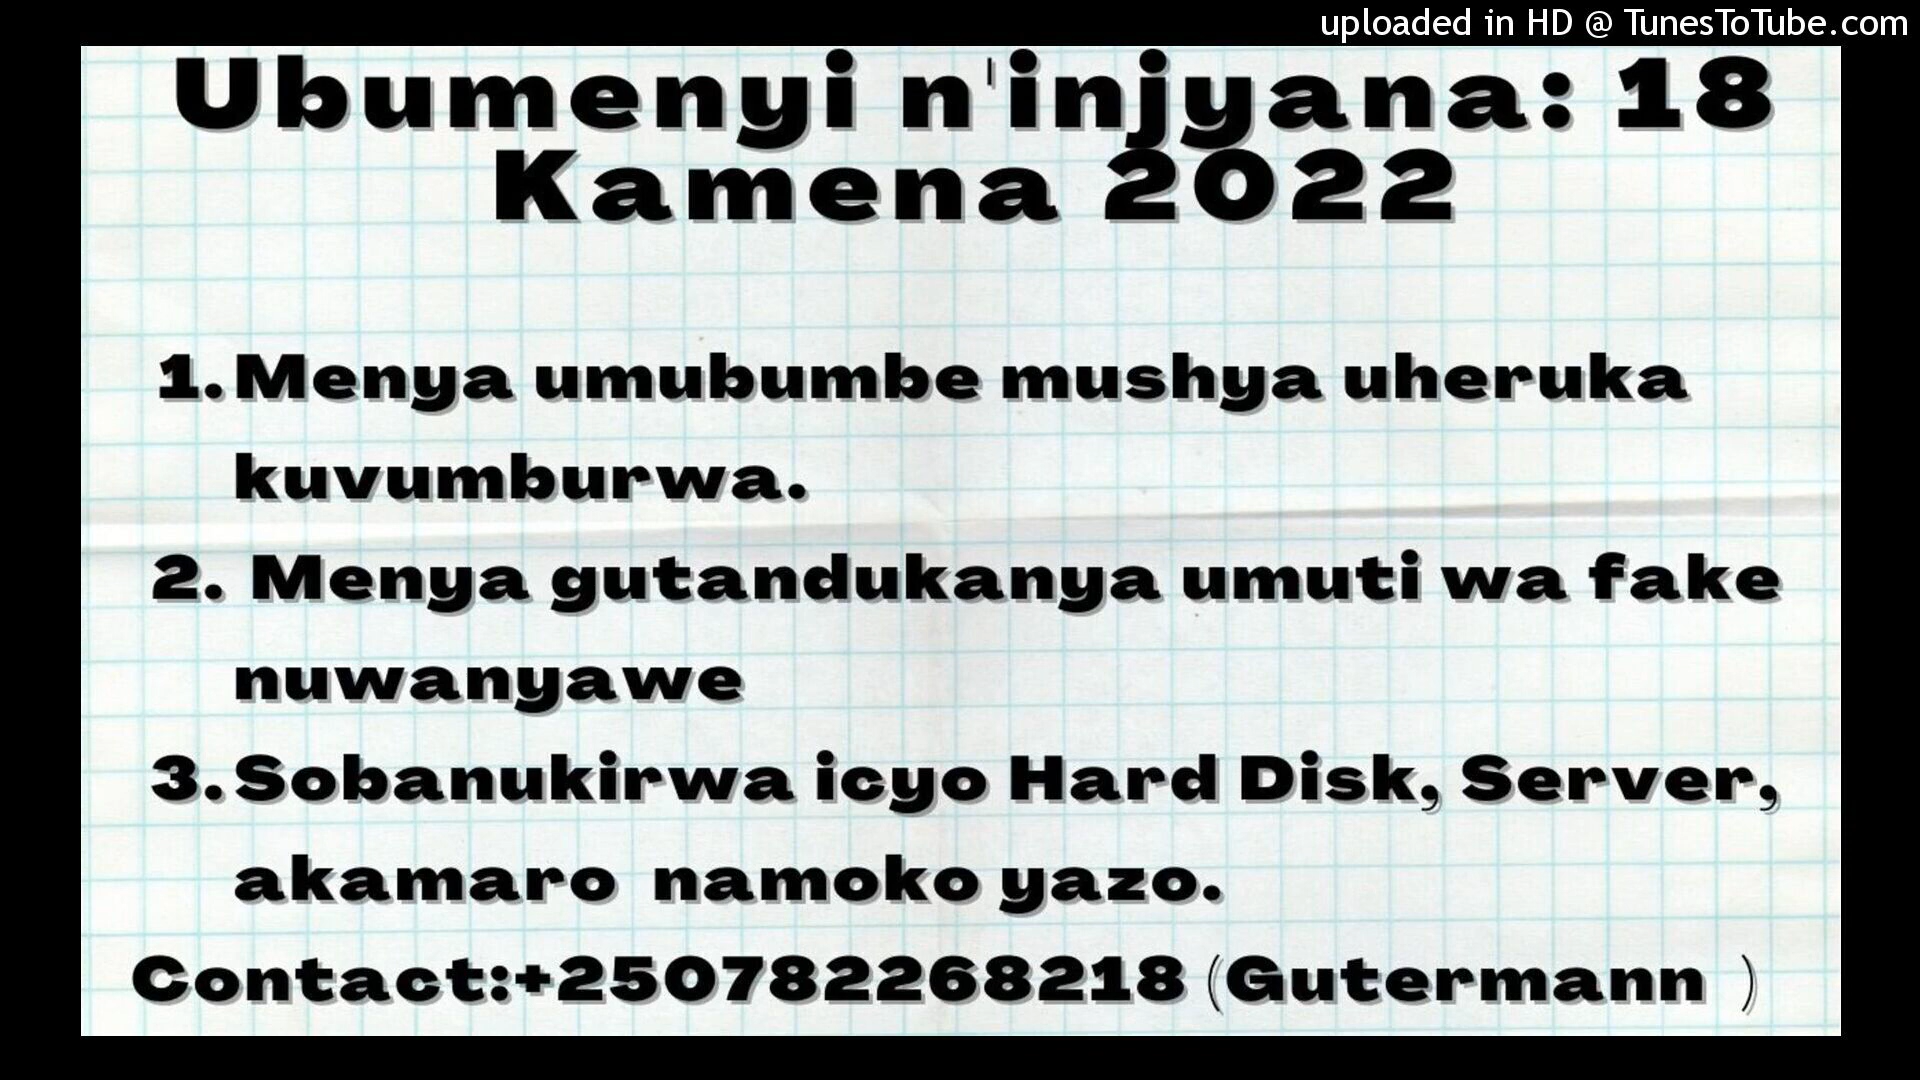 uploaded in HD @ TunesToTube.com
Ubumenyi n'injyana: 18
Kamena 2022
1. Menya umubumbe mushya uheruka
kuvumburwa.
2. Menya gutandukanya umuti wa fake
nuwanyawe
3. Sobanukirwa icyo Hard Disk, Server,
akamaro namoko yazo.
Contact:+250782268218 (Gutermann )